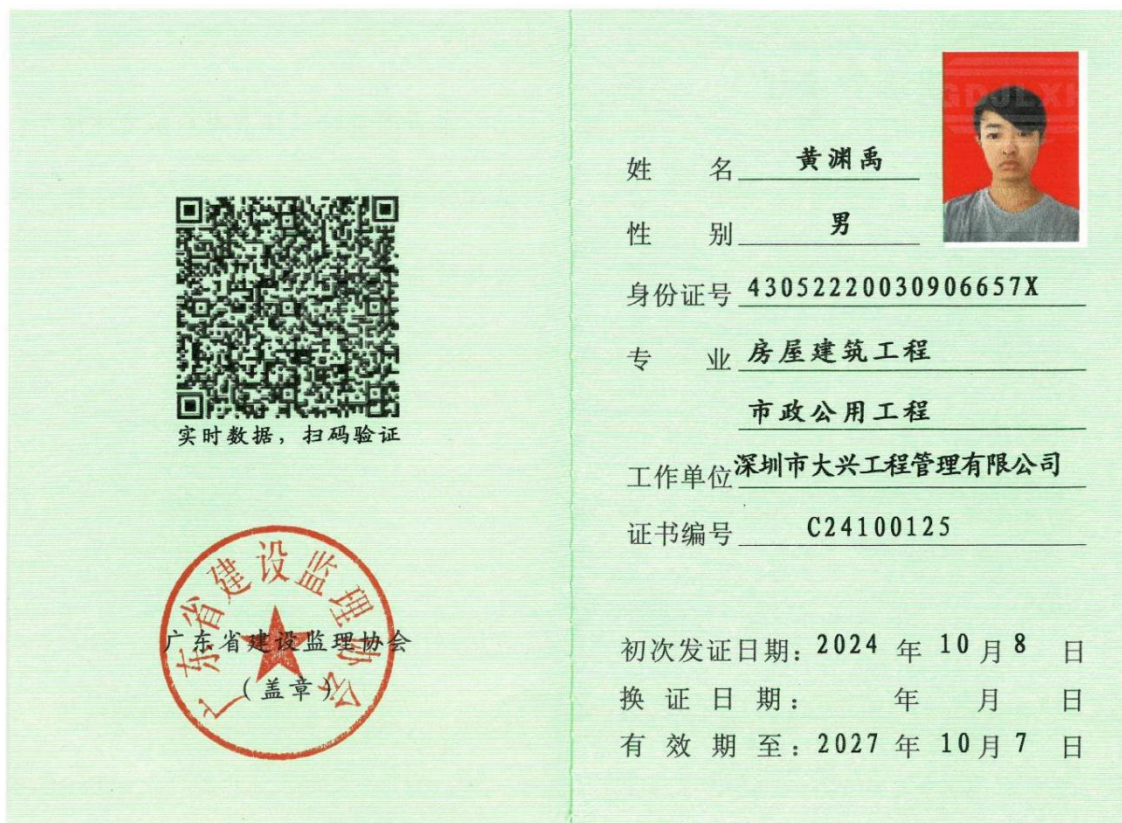 实时数据，扫码验证
广东省建设监理协会
广东省建设监理协会
（盖章）
GDJLXH
姓 名 黄渊禹
性 别 男
身份证号 43052220030906657X
专 业 房屋建筑工程
市政公用工程
工作单位 深圳市大兴工程管理有限公司
证书编号 C24100125
初次发证日期：2024 年 10 月 8 日
换 证 日 期： 年 月 日
有 效 期 至：2027 年 10 月 7 日